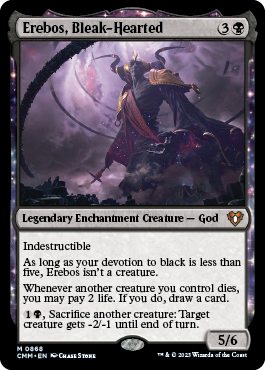 Erebos, Bleak-Hearted 3
Legendary Enchantment Creature — God
Indestructible
As long as your devotion to black is less than
five, Erebos isn't a creature.
Whenever another creature you control dies,
you may pay 2 life. If you do, draw a card.
1, Sacrifice another creature: Target
creature gets -2/-1 until end of turn.
5/6
M 0868
CMM • EN CHASE STONE
™ & © 2023 Wizards of the Coast